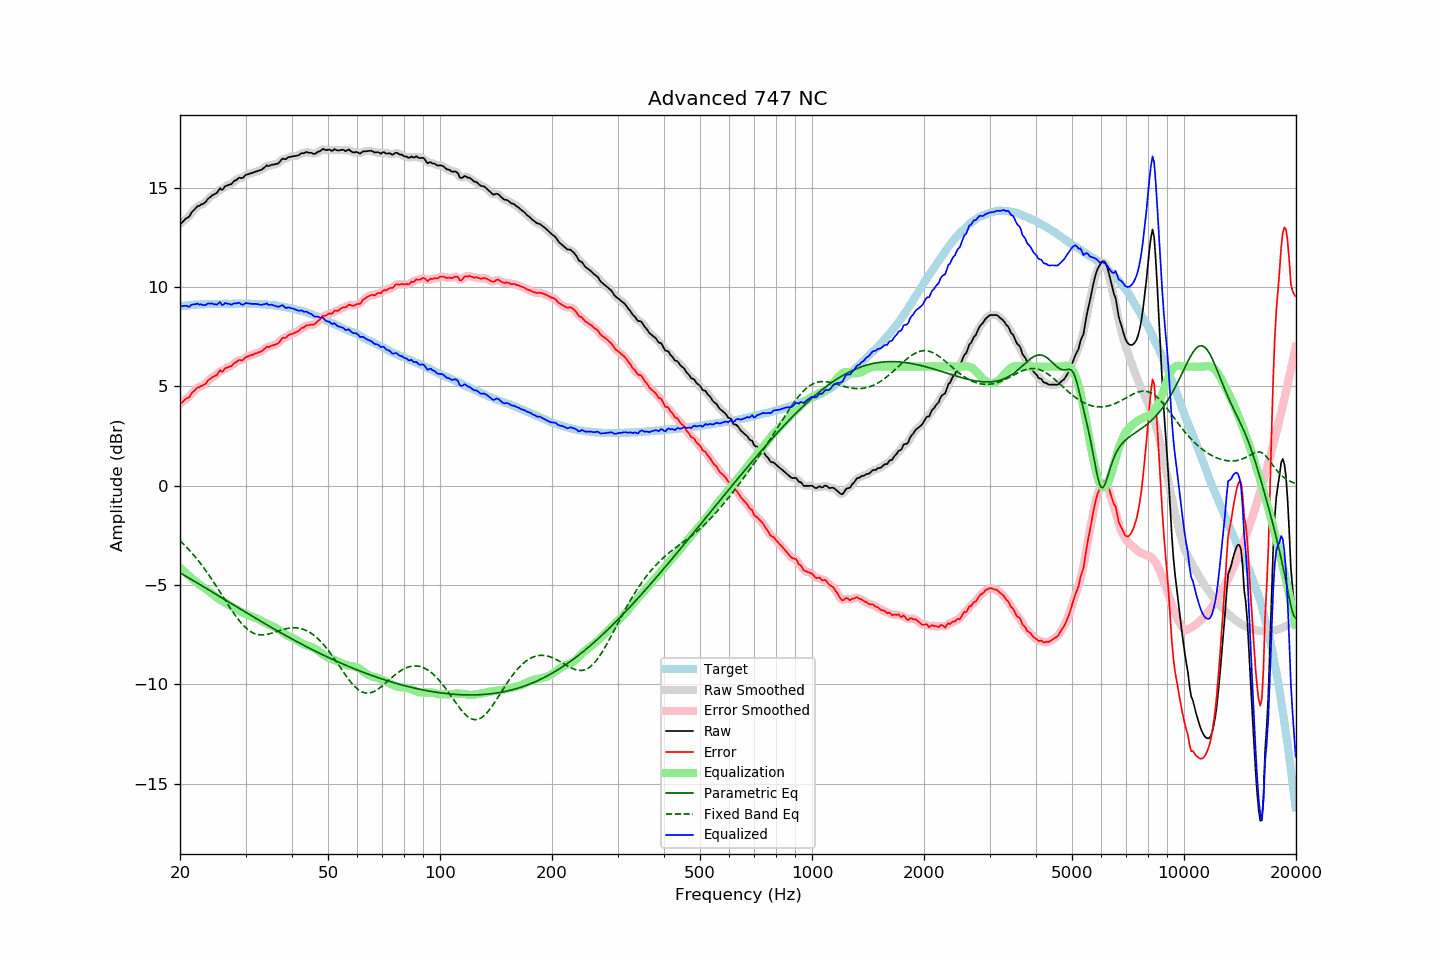 Advanced 747 NC
Amplitude (dBr)
15
10
5
0
−5
−10
−15
Target
Raw Smoothed
Error Smoothed
Raw
Error
Equalization
Parametric Eq
Fixed Band Eq
Equalized
20
50
100
200
500
1000
2000
5000
10000
20000
Frequency (Hz)